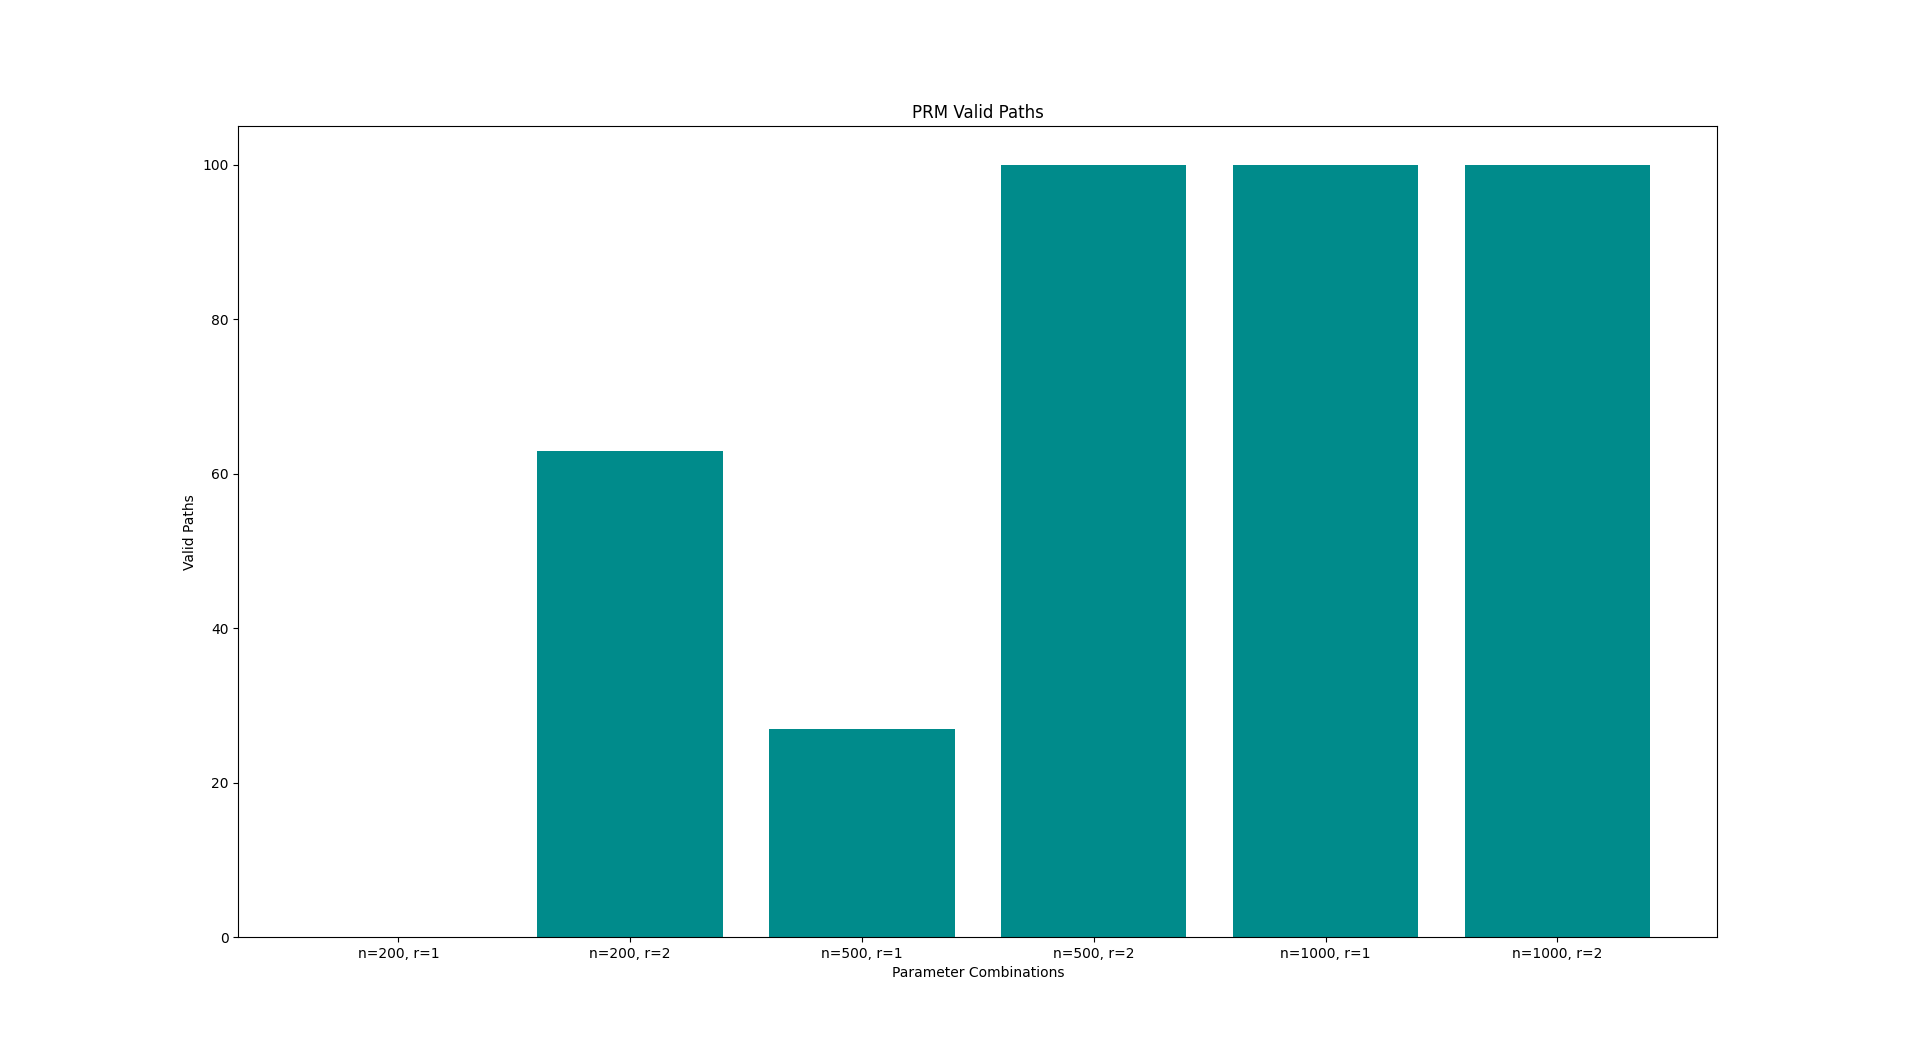 PRM Valid Paths
100
80
60
40
20
0
Valid Paths
n=200, r=1
n=200, r=2
n=500, r=1
n=500, r=2
n=1000, r=1
n=1000, r=2
Parameter Combinations